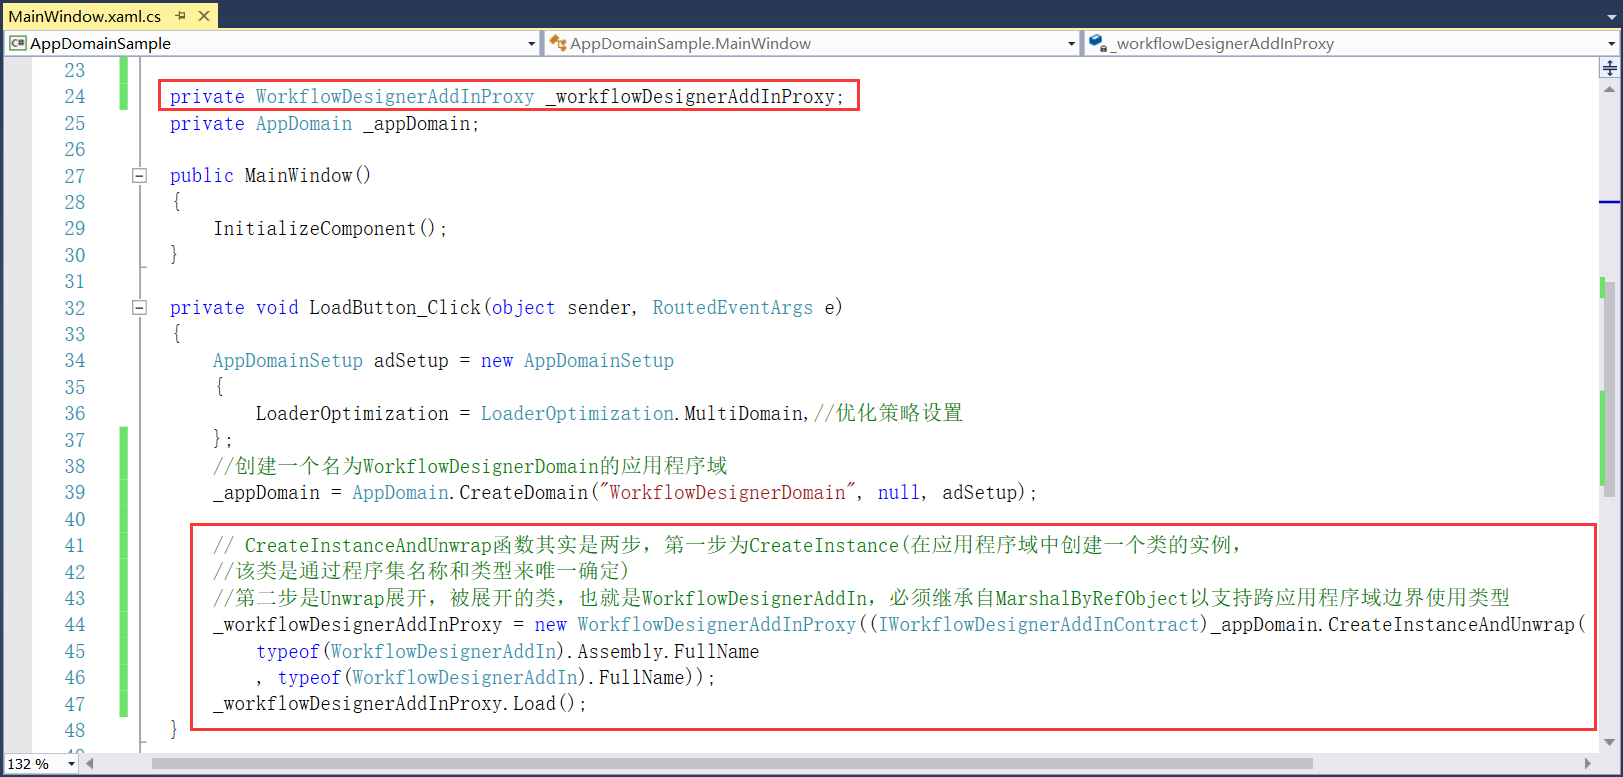 MainWindow.xaml.cs
AppDomainSample
AppDomainSample.MainWindow
_workflowDesignerAddInProxy
23
24 private WorkflowDesignerAddInProxy _workflowDesignerAddInProxy;
25 private AppDomain _appDomain;
26
27 public MainWindow()
28 {
29 InitializeComponent();
30 }
31
32 private void LoadButton_Click(object sender, RoutedEventArgs e)
33 {
34 AppDomainSetup adSetup = new AppDomainSetup
35 {
36 LoaderOptimization = LoaderOptimization.MultiDomain,//优化策略设置
37 };
38 //创建一个名为WorkflowDesignerDomain的应用程序域
39 _appDomain = AppDomain.CreateDomain("WorkflowDesignerDomain", null, adSetup);
40
41 // CreateInstanceAndUnwrap函数其实是两步，第一步为CreateInstance(在应用程序域中创建一个类的实例，
42 //该类是通过程序集名称和类型来唯一确定)
43 //第二步是Unwrap展开，被展开的类，也就是WorkflowDesignerAddIn，必须继承自MarshalByRefObject以支持跨应用程序域边界使用类型
44 _workflowDesignerAddInProxy = new WorkflowDesignerAddInProxy((IWorkflowDesignerAddInContract)_appDomain.CreateInstanceAndUnwrap(
45 typeof(WorkflowDesignerAddIn).Assembly.FullName
46 , typeof(WorkflowDesignerAddIn).FullName));
47 _workflowDesignerAddInProxy.Load();
48 }
132 %